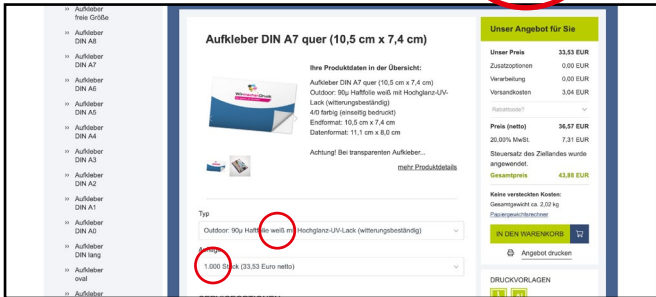 » Aufkleber
freie Größe
» Aufkleber
DIN A8
» Aufkleber
DIN A7
» Aufkleber
DIN A6
» Aufkleber
DIN A5
» Aufkleber
DIN A4
» Aufkleber
DIN A3
» Aufkleber
DIN A2
» Aufkleber
DIN A1
» Aufkleber
DIN A0
» Aufkleber
DIN lang
» Aufkleber
oval
» Aufkleber
Aufkleber DIN A7 quer (10,5 cm x 7,4 cm)
WirmachenDruck
Ihre Produktdaten in der Übersicht:
Aufkleber DIN A7 quer (10,5 cm x 7,4 cm)
Outdoor: 90µ Haftfolie weiß mit Hochglanz-UV-
Lack (witterungsbeständig)
4/0 farbig (einseitig bedruckt)
Endformat: 10,5 cm x 7,4 cm
Datenformat: 11,1 cm x 8,0 cm
Achtung! Bei transparenten Aufkleber...
mehr Produktdetails
Typ
Outdoor: 90µ Haftfolie weiß mit Hochglanz-UV-Lack (witterungsbeständig)
Auflage
1.000 Stück (33,53 Euro netto)
Unser Angebot für Sie
Unser Preis 33,53 EUR
Zusatzoptionen 0,00 EUR
Verarbeitung 0,00 EUR
Versandkosten 3,04 EUR
Rabattcode?
Preis (netto) 36,57 EUR
20,00% MwSt. 7,31 EUR
Steuersatz des Ziellandes wurde
angewendet.
Gesamtpreis 43,88 EUR
Keine versteckten Kosten:
Gesamtgewicht ca. 2,02 kg
Papiergewichtsrechner
IN DEN WARENKORB
Angebot drucken
DRUCKVORLAGEN